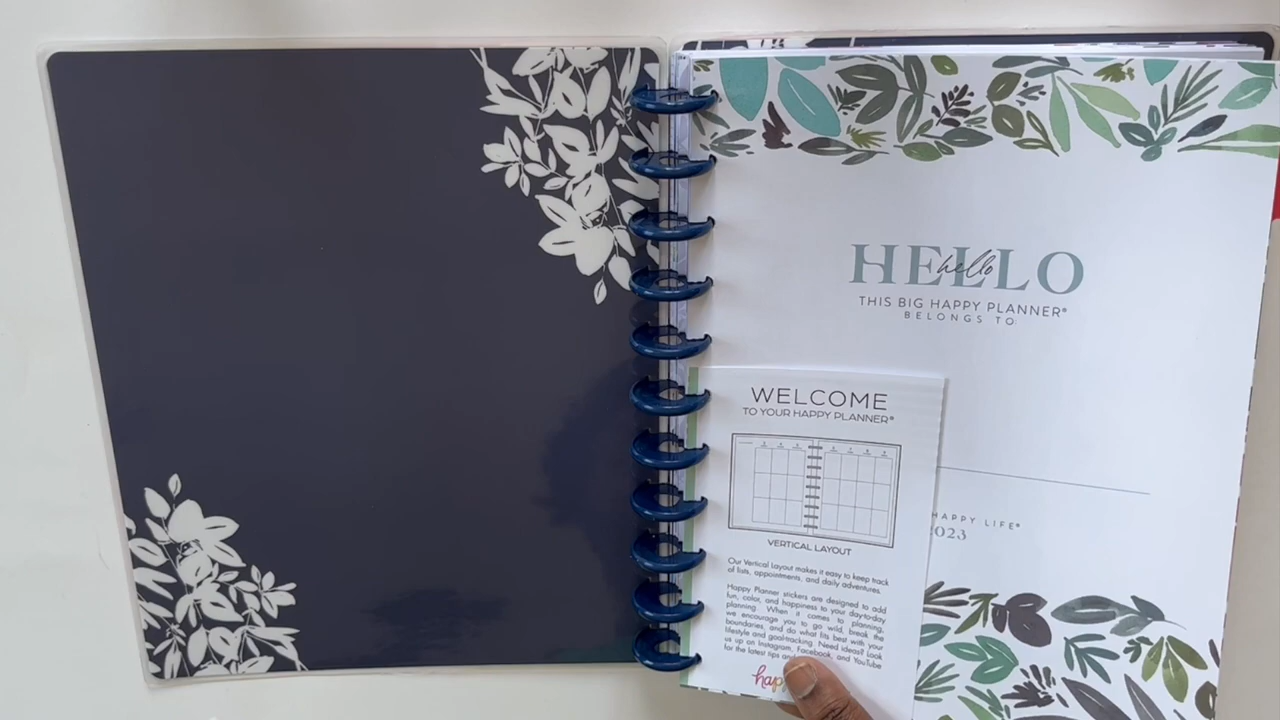 HELLO
hello
THIS BIG HAPPY PLANNER®
BELONGS TO:
HAPPY LIFE®
2023
WELCOME
TO YOUR HAPPY PLANNER®
VERTICAL LAYOUT
Our Vertical Layout makes it easy to keep track
of lists, appointments, and daily adventures.
Happy Planner stickers are designed to add
fun, color, and happiness to your day-to-day
planning. When it comes to planning,
we encourage you to go wild, break the
boundaries, and do what fits best with your
lifestyle and goal-tracking. Need ideas? Look
us up on Instagram, Facebook, and YouTube
for the latest tips and